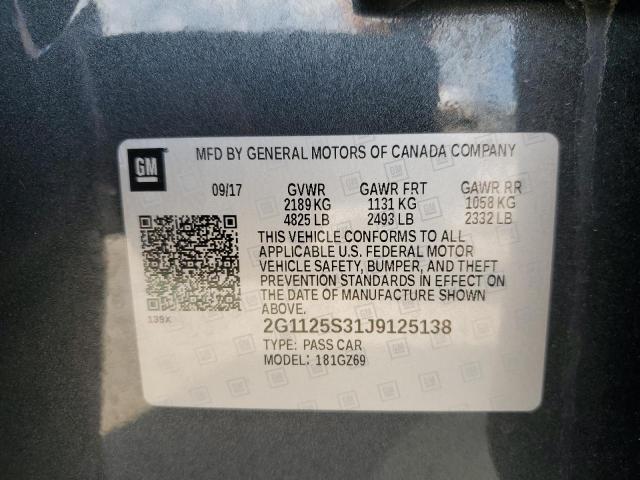 GM
MFD BY GENERAL MOTORS OF CANADA COMPANY
09/17 GVWR GAWR FRT GAWR RR
2189 KG 1131 KG 1058 KG
4825 LB 2493 LB 2332 LB
THIS VEHICLE CONFORMS TO ALL
APPLICABLE U.S. FEDERAL MOTOR
VEHICLE SAFETY, BUMPER, AND THEFT
PREVENTION STANDARDS IN EFFECT ON
THE DATE OF MANUFACTURE SHOWN
ABOVE.
139X
2G1125S31J9125138
TYPE: PASS CAR
MODEL: 181GZ69